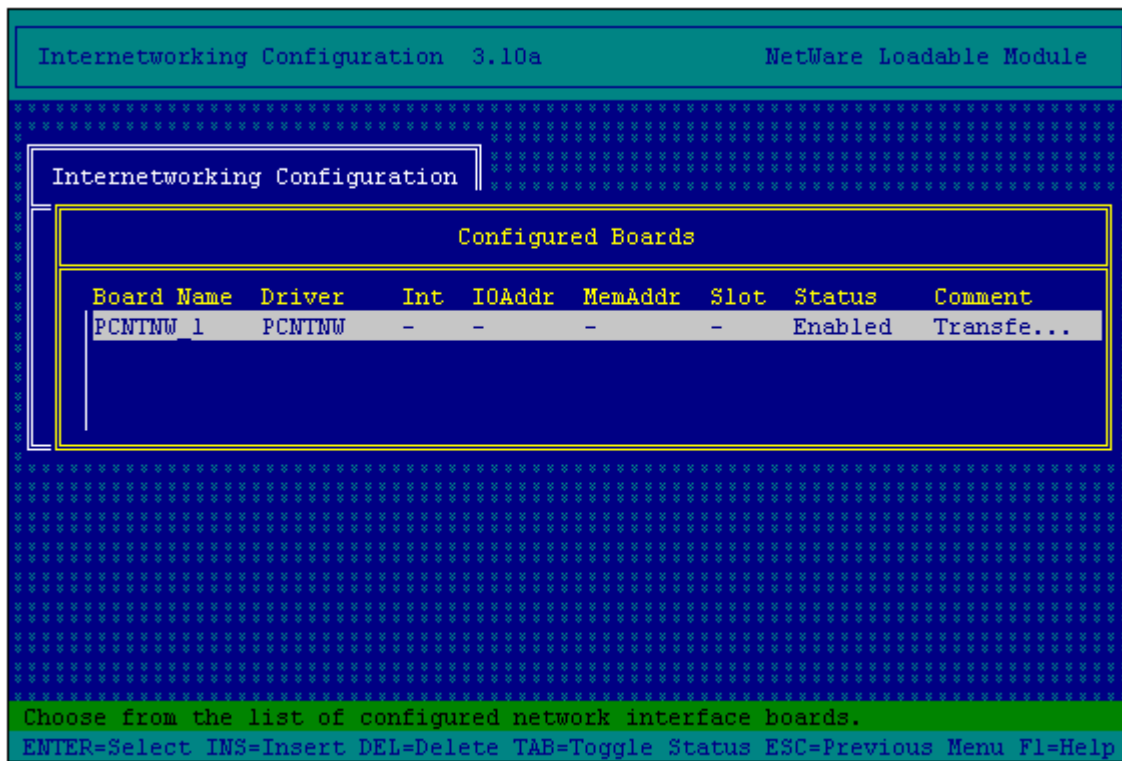 Internetworking Configuration 3.10a NetWare Loadable Module
Internetworking Configuration
Configured Boards
Board Name Driver Int IOAddr MemAddr Slot Status Comment
PCNTNW_1 PCNTNW - - - - Enabled Transfe...
Choose from the list of configured network interface boards.
ENTER=Select INS=Insert DEL=Delete TAB=Toggle Status ESC=Previous Menu F1=Help